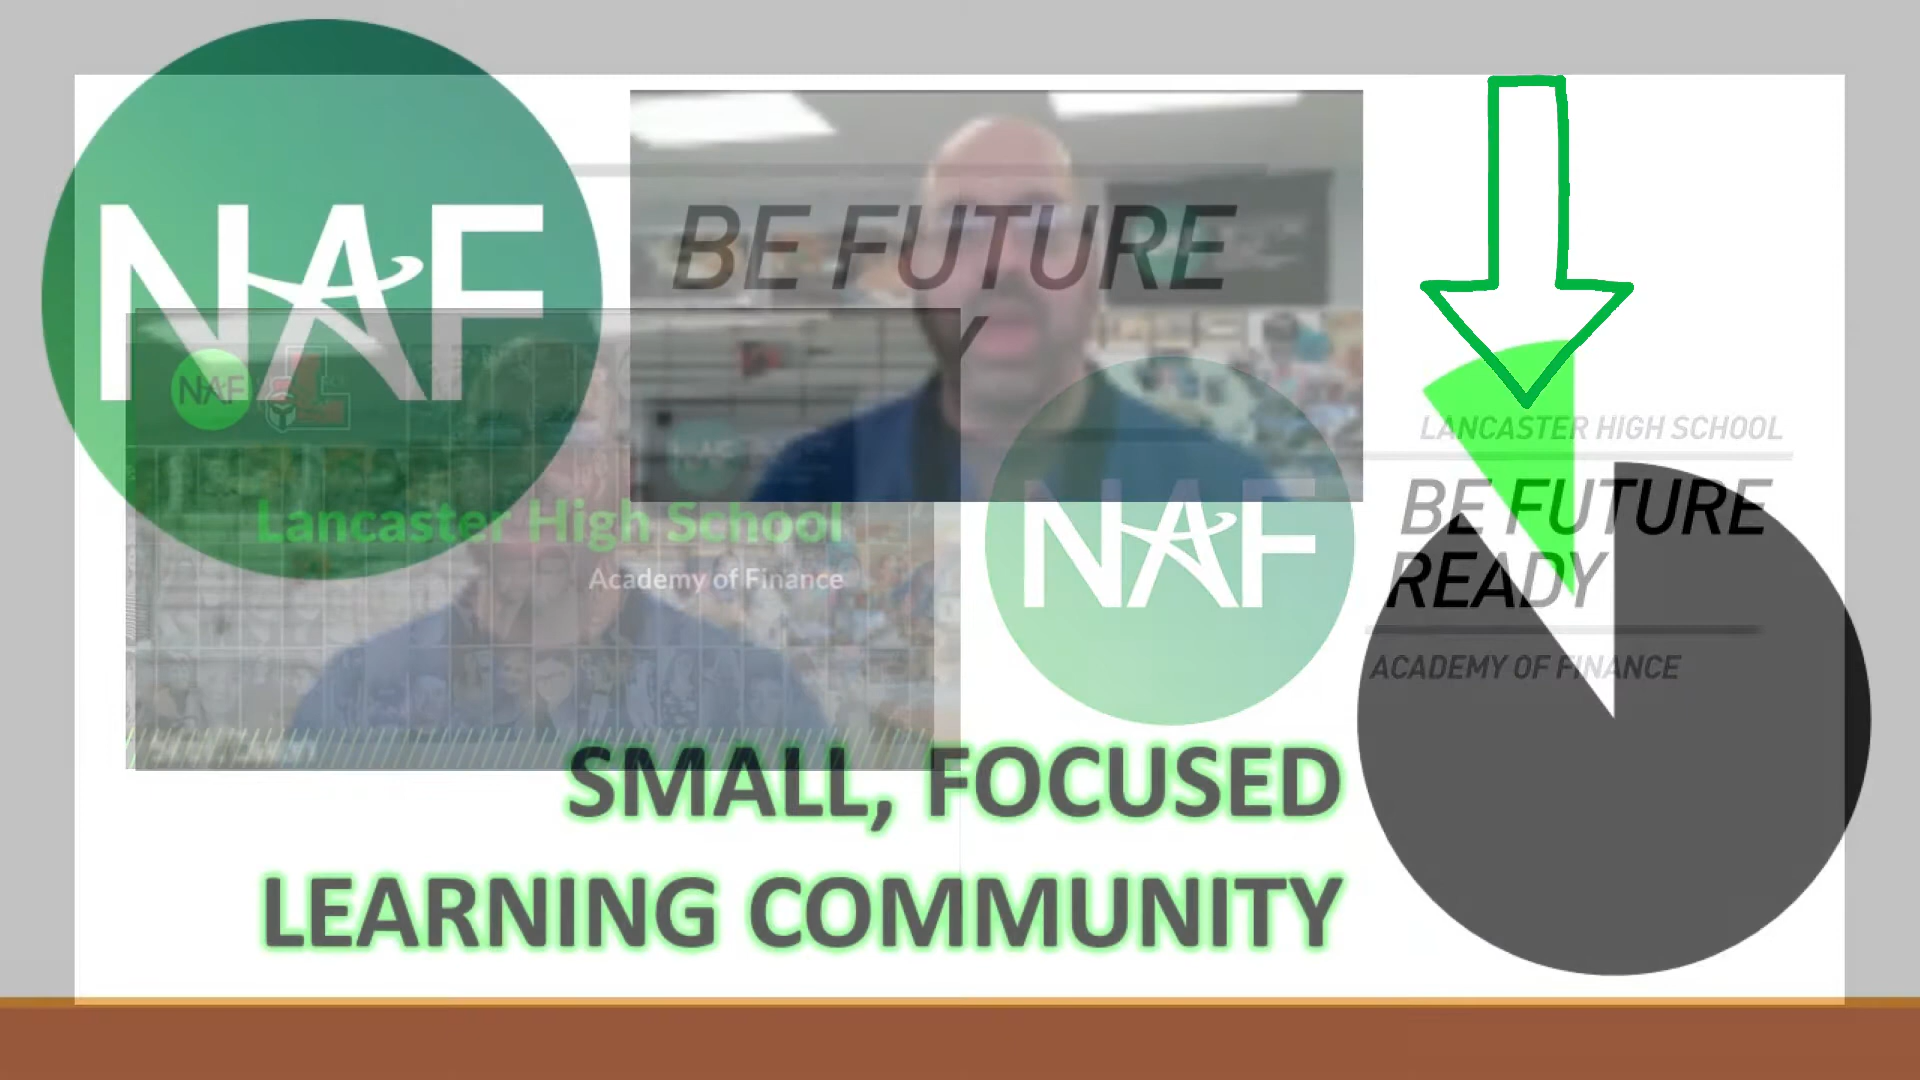 NAF
BE FUTURE
Y
NAF
Lancaster High School
Academy of Finance
NAF
LANCASTER HIGH SCHOOL
BE FUTURE
READY
ACADEMY OF FINANCE
SMALL, FOCUSED
LEARNING COMMUNITY